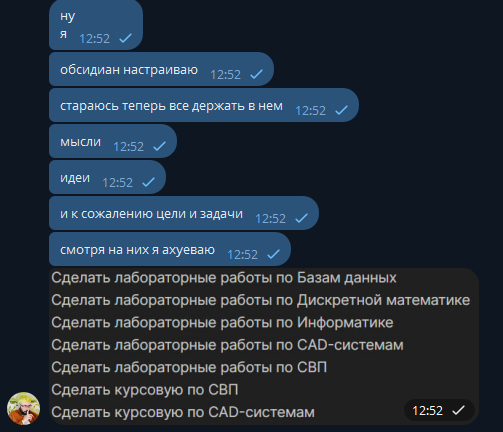 ну
я 12:52
обсидиан настраиваю 12:52
стараюсь теперь все держать в нем 12:52
мысли 12:52
идеи 12:52
и к сожалению цели и задачи 12:52
смотря на них я ахуеваю 12:52
Сделать лабораторные работы по Базам данных
Сделать лабораторные работы по Дискретной математике
Сделать лабораторные работы по Информатике
Сделать лабораторные работы по CAD-системам
Сделать лабораторные работы по СВП
Сделать курсовую по СВП
Сделать курсовую по CAD-системам
12:52